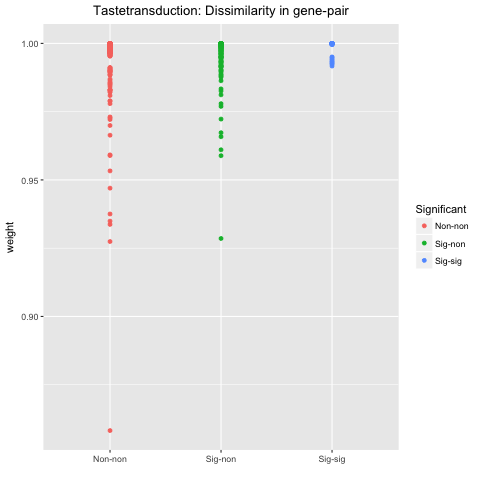 Tastetransduction: Dissimilarity in gene-pair
1.00
0.95
0.90
weight
Non-non
Sig-non
Sig-sig
Significant
Non-non
Sig-non
Sig-sig